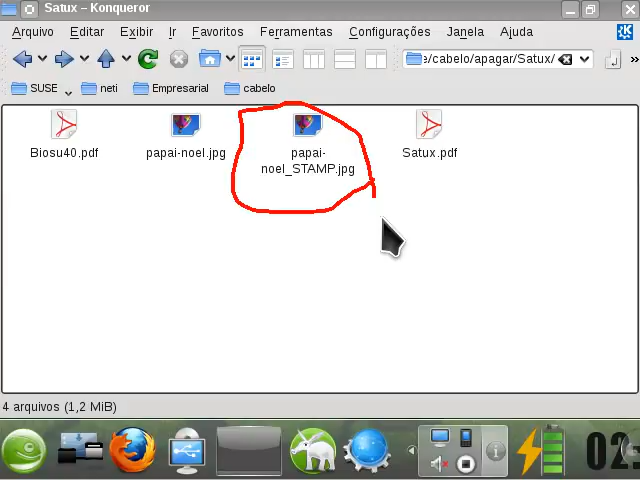 Satux – Konqueror
Arquivo Editar Exibir Ir Favoritos Ferramentas Configurações Janela Ajuda
e/cabelo/apagar/Satux/
SUSE neti Empresarial cabelo
Biosu40.pdf papai-noel.jpg papai- Satux.pdf
noel_STAMP.jpg
4 arquivos (1,2 MiB)
02